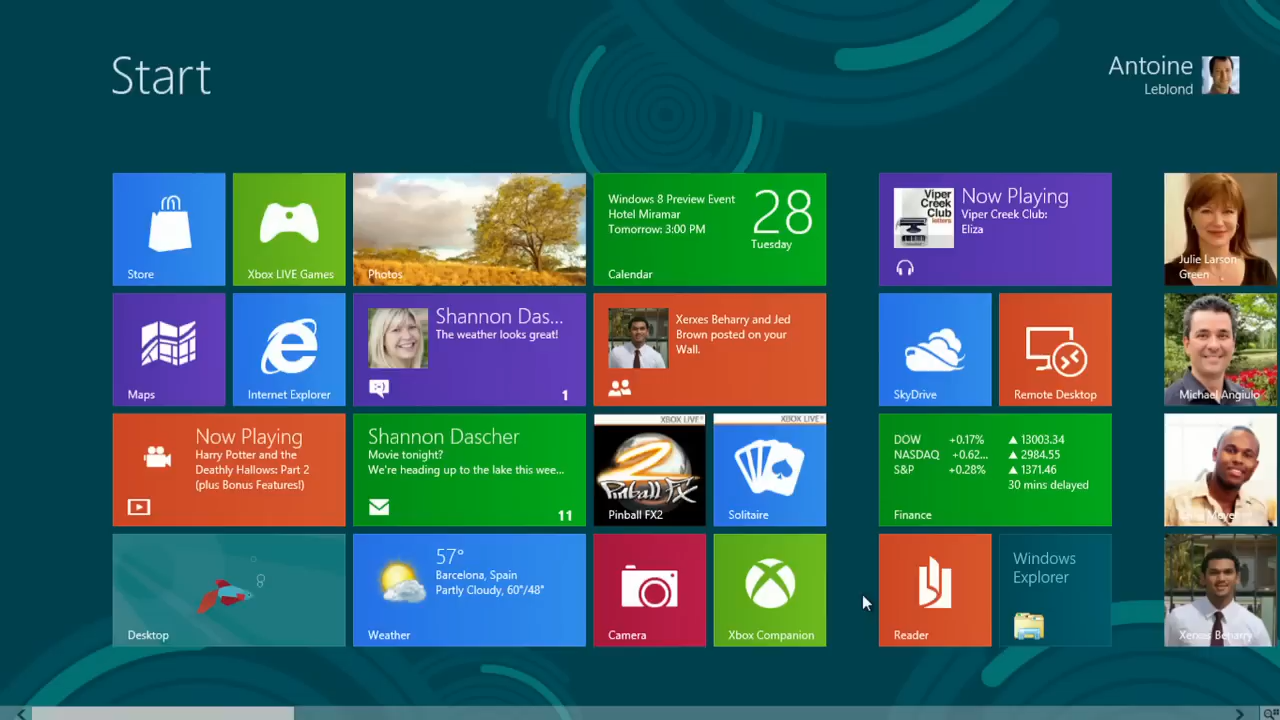 Start
Antoine
Leblond
Store
Xbox LIVE Games
Photos
Windows 8 Preview Event
Hotel Miramar
Tomorrow: 3:00 PM
28
Tuesday
Calendar
Viper
Creek
Club
letters
Now Playing
Viper Creek Club:
Eliza
Julie Larson-
Green
Maps
Internet Explorer
Shannon Das...
The weather looks great!
1
Xerxes Beharry and Jed
Brown posted on your
Wall.
SkyDrive
Remote Desktop
Michael Angiulo
Now Playing
Harry Potter and the
Deathly Hallows: Part 2
(plus Bonus Features!)
Shannon Dascher
Movie tonight?
We're heading up to the lake this wee...
11
XBOX LIVE
2
Pinball FX
Pinball FX2
XBOX LIVE
Solitaire
DOW +0.17% ▲ 13003.34
NASDAQ +0.62... ▲ 2984.55
S&P +0.28% ▲ 1371.46
30 mins delayed
Finance
Desktop
57°
Barcelona, Spain
Partly Cloudy, 60°/48°
Weather
Camera
Xbox Companion
Reader
Windows
Explorer
Xerxes Beharry